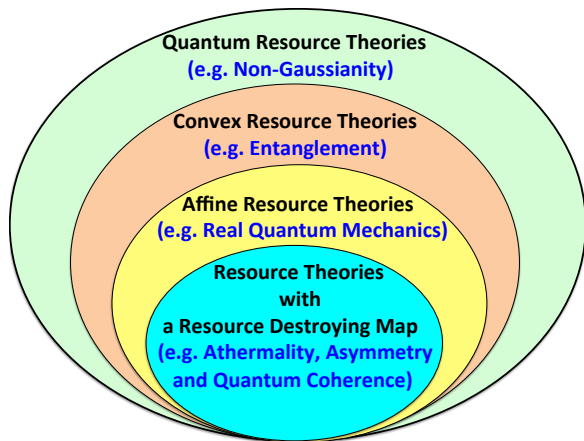 Quantum Resource Theories
(e.g. Non-Gaussianity)
Convex Resource Theories
(e.g. Entanglement)
Affine Resource Theories
(e.g. Real Quantum Mechanics)
Resource Theories
with
a Resource Destroying Map
(e.g. Athermality, Asymmetry
and Quantum Coherence)